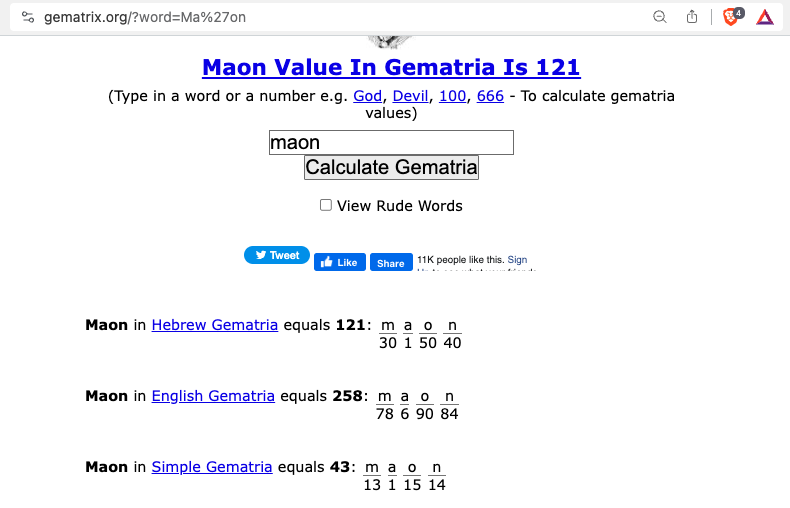 gematrix.org/?word=Ma%27on
4
Maon Value In Gematria Is 121
(Type in a word or a number e.g. God, Devil, 100, 666 - To calculate gematria
values)
maon
Calculate Gematria
View Rude Words
Tweet Like Share 11K people like this. Sign
Maon in Hebrew Gematria equals 121: m a o n
30 1 50 40
Maon in English Gematria equals 258: m a o n
78 6 90 84
Maon in Simple Gematria equals 43: m a o n
13 1 15 14